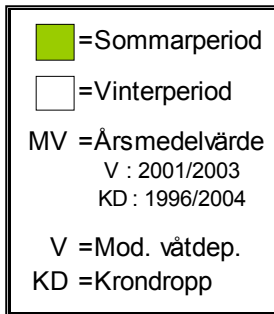 =Sommarperiod
=Vinterperiod
MV =Årsmedelvärde
V : 2001/2003
KD : 1996/2004
V =Mod. våtdep.
KD =Krondropp